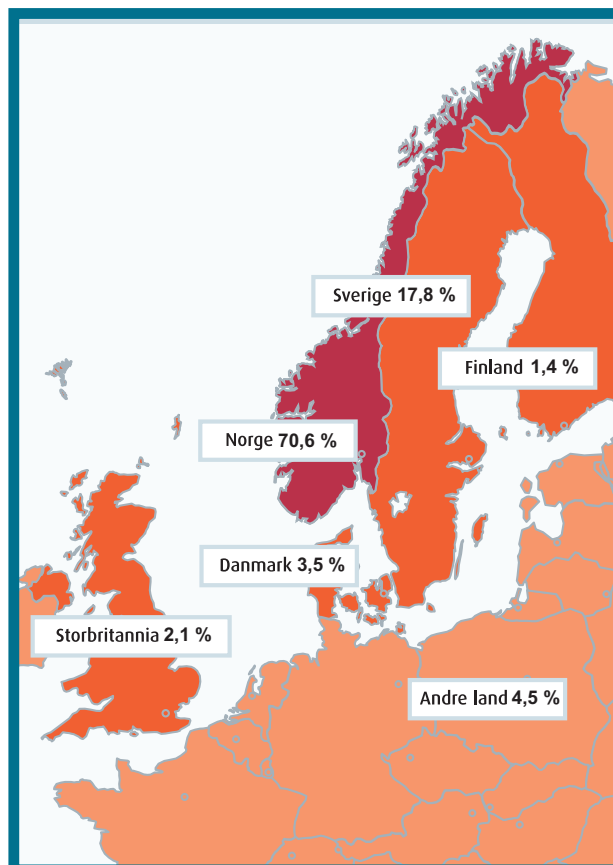 Sverige 17,8 %
Finland 1,4 %
Norge 70,6 %
Danmark 3,5 %
Storbritannia 2,1 %
Andre land 4,5 %